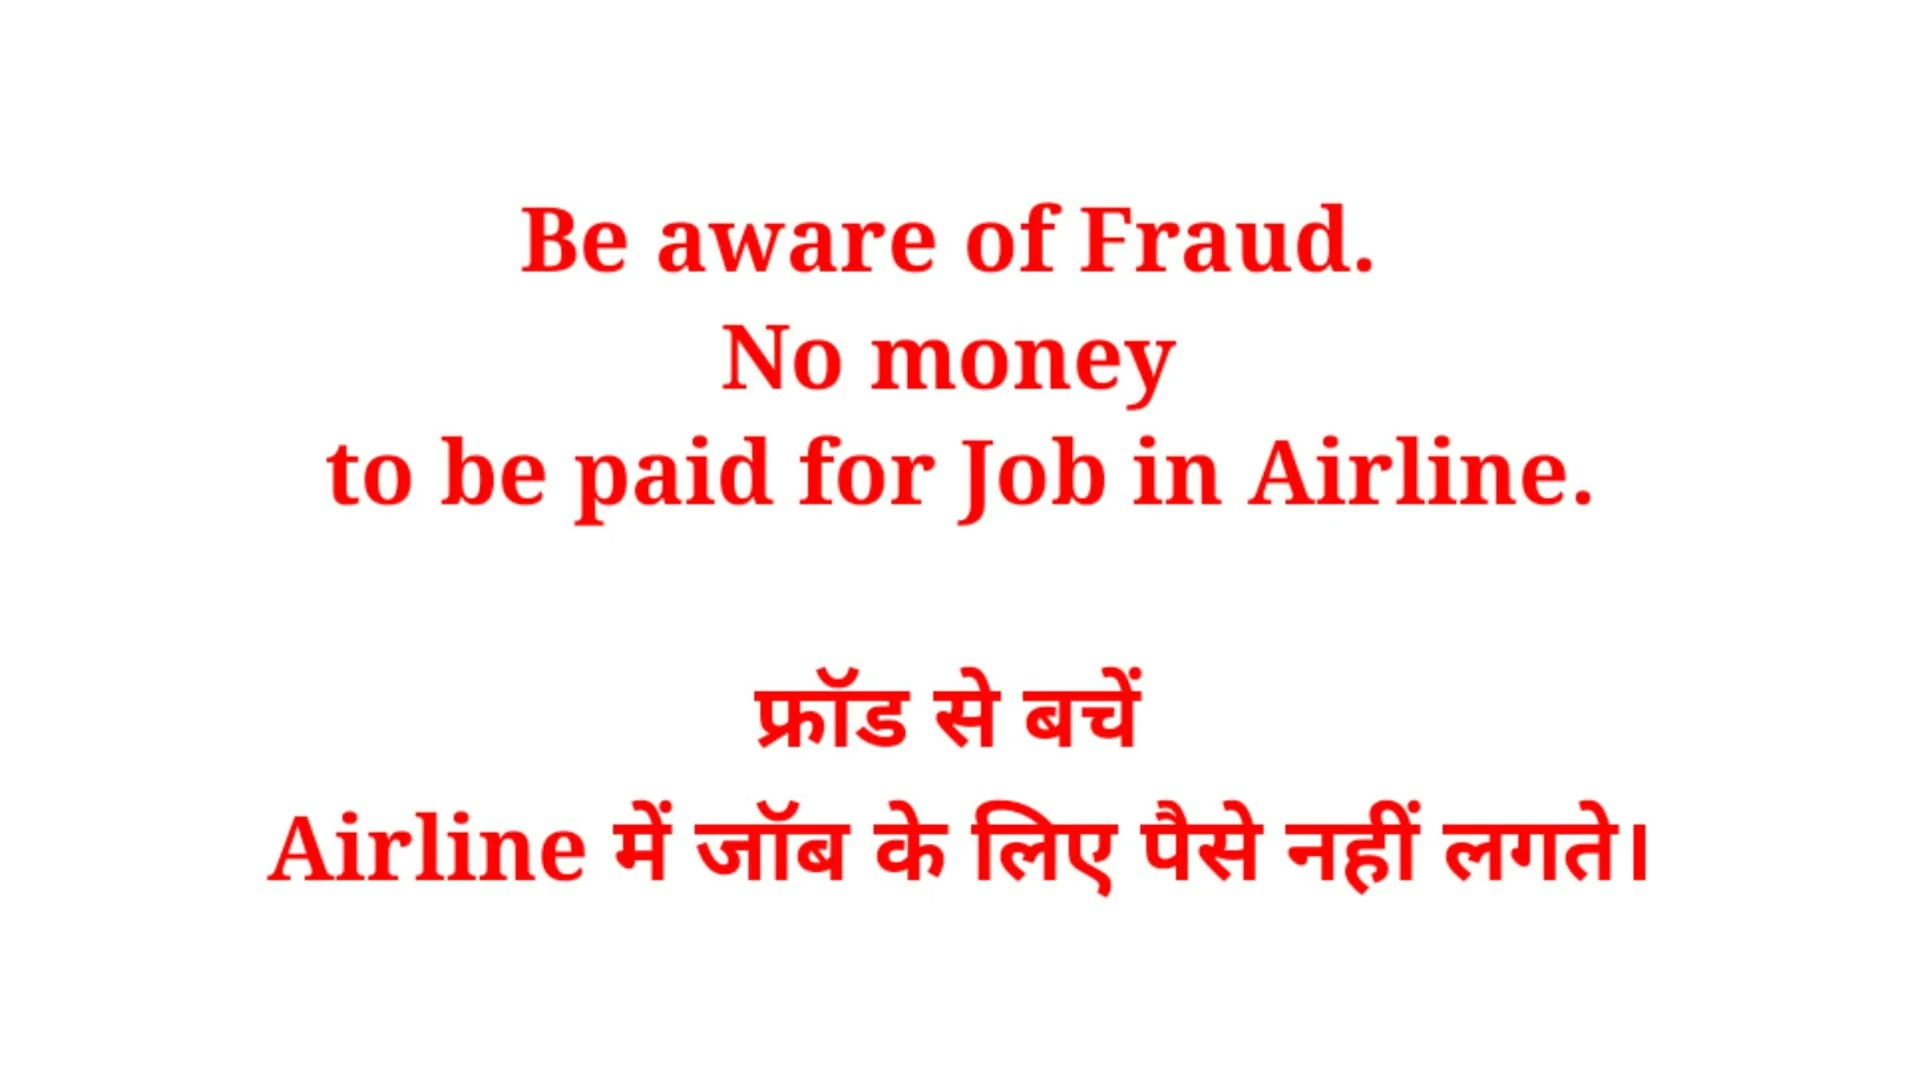 Be aware of Fraud.
No money
to be paid for Job in Airline.
फ्रॉड से बचें
Airline में जॉब के लिए पैसे नहीं लगते।